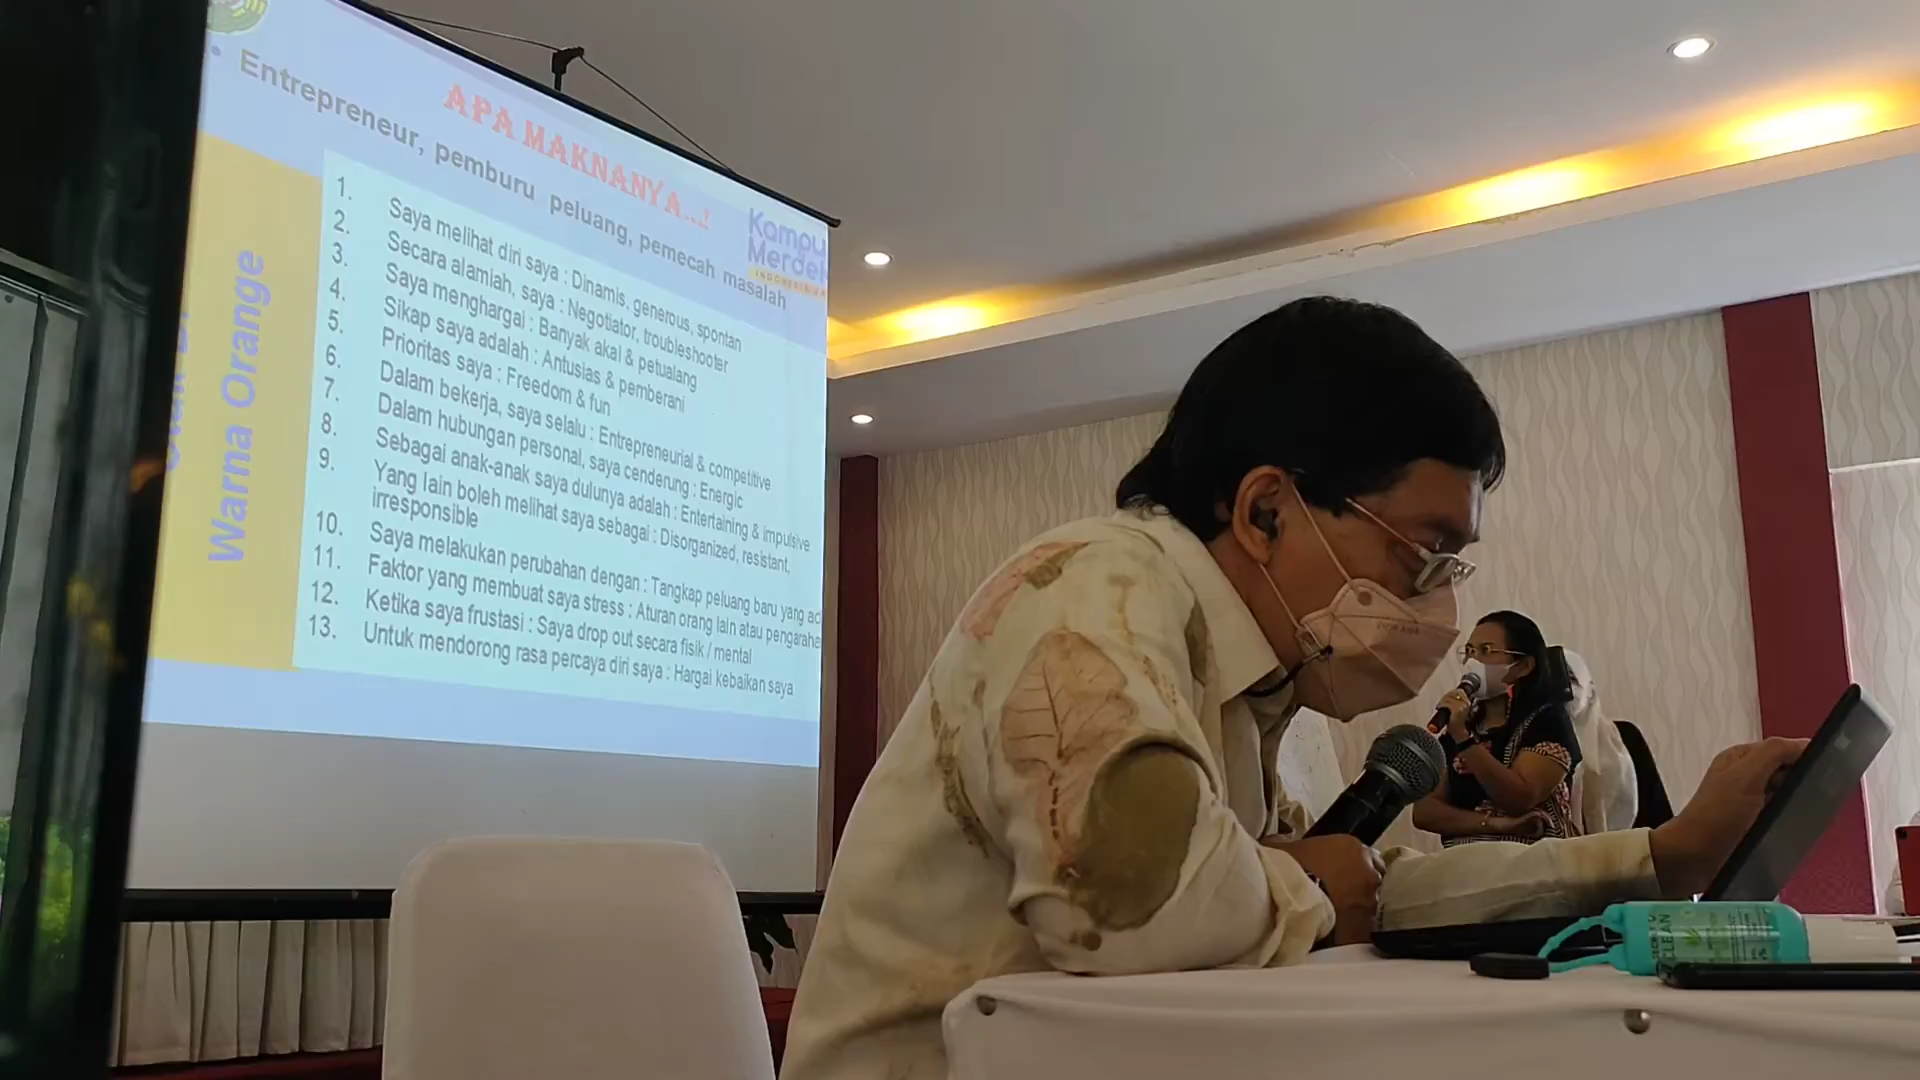 APA MAKNANYA...!
• Entrepreneur, pemburu peluang, pemecah masalah
Kampu
Merdek
INDONESIA
Warna Orange
1. Saya melihat diri saya : Dinamis, generous, spontan
2. Secara alamiah, saya : Negotiator, troubleshooter
3. Saya menghargai : Banyak akal & petualang
4. Sikap saya adalah : Antusias & pemberani
5. Prioritas saya : Freedom & fun
6. Dalam bekerja, saya selalu : Entrepreneurial & competitive
7. Dalam hubungan personal, saya cenderung : Energic
8. Sebagai anak-anak saya dulunya adalah : Entertaining & impulsive
9. Yang lain boleh melihat saya sebagai : Disorganized, resistant,
irresponsible
10. Saya melakukan perubahan dengan : Tangkap peluang baru yang ad
11. Faktor yang membuat saya stress : Aturan orang lain atau pengaraha
12. Ketika saya frustasi : Saya drop out secara fisik / mental
13. Untuk mendorong rasa percaya diri saya : Hargai kebaikan saya
CLEAN